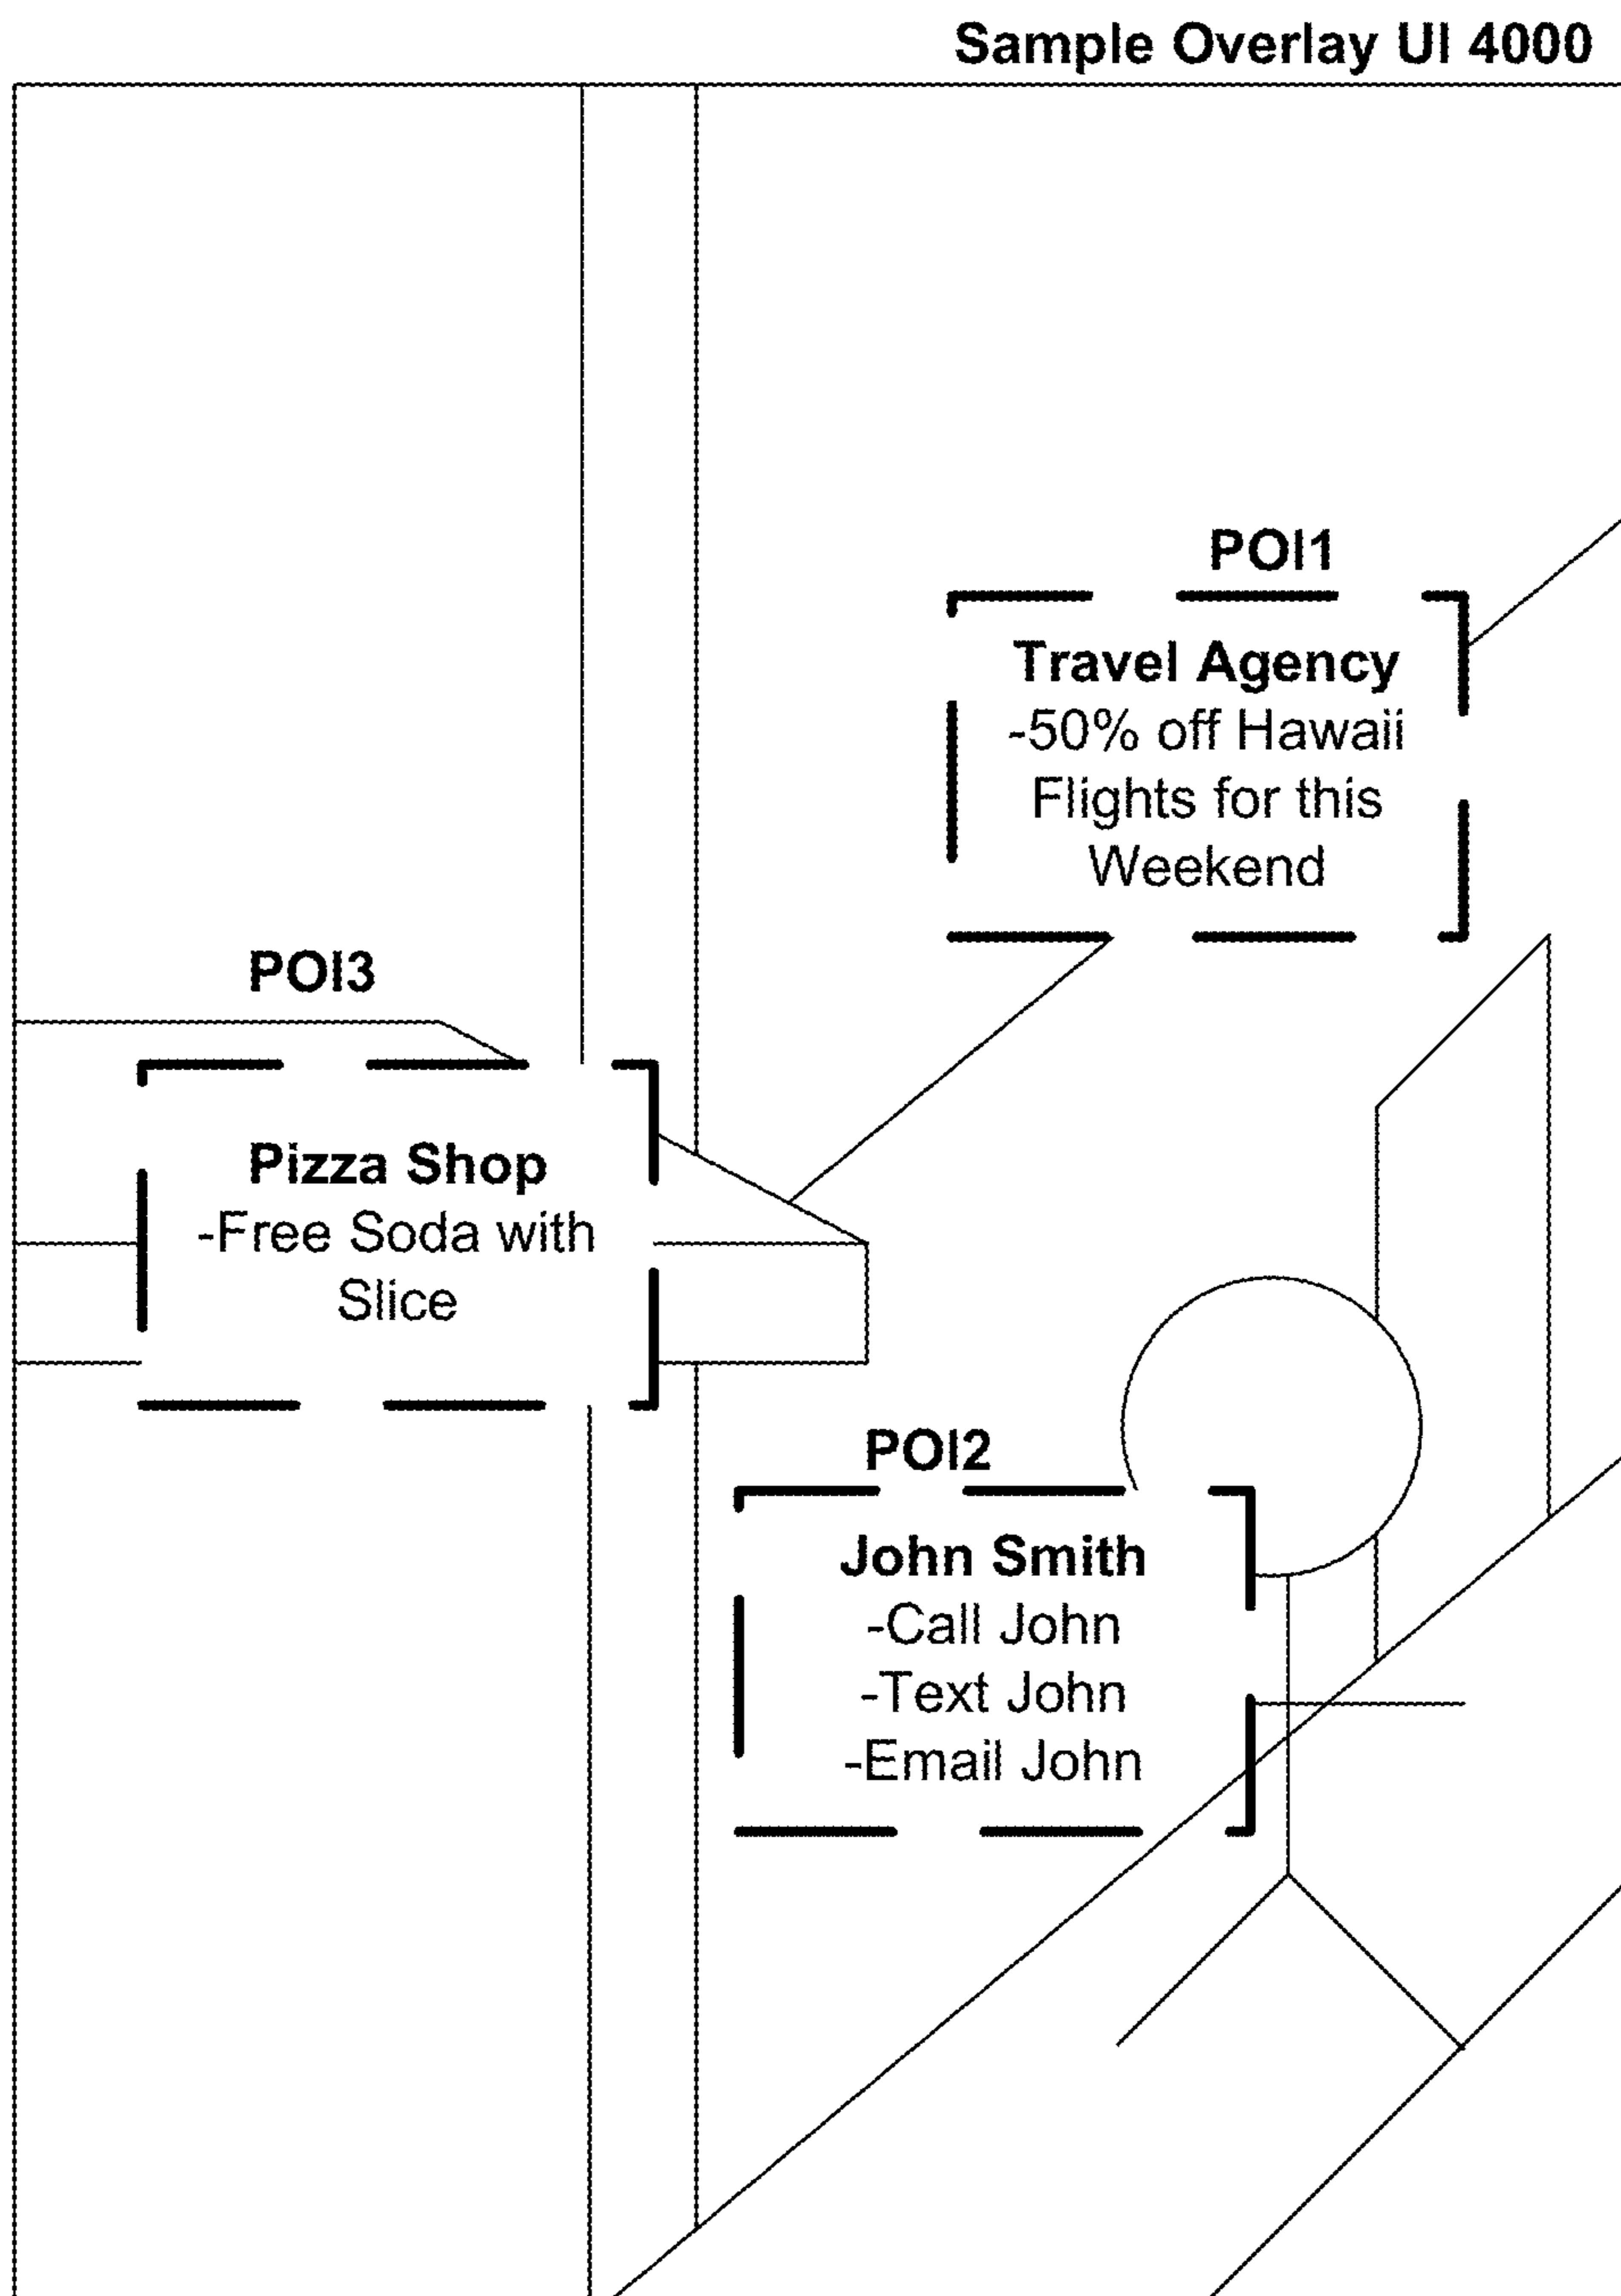 Sample Overlay UI 4000
POI1
Travel Agency
-50% off Hawaii
Flights for this
Weekend
POI3
Pizza Shop
-Free Soda with
Slice
POI2
John Smith
-Call John
-Text John
-Email John